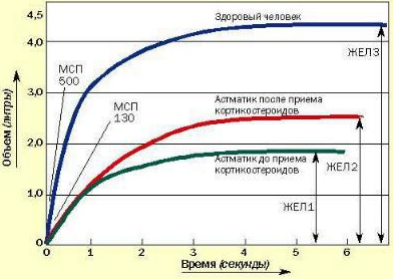 4,5
Здоровый человек
4,0
МСП
500
ЖЕЛ3
3,0
МСП
130
Астматик после приема
кортикостероидов
2,0
Астматик до приема
кортикостероидов
ЖЕЛ2
1,0
ЖЕЛ1
0
0 1 2 3 4 5 6
Объем (литры)
Время (секунды)